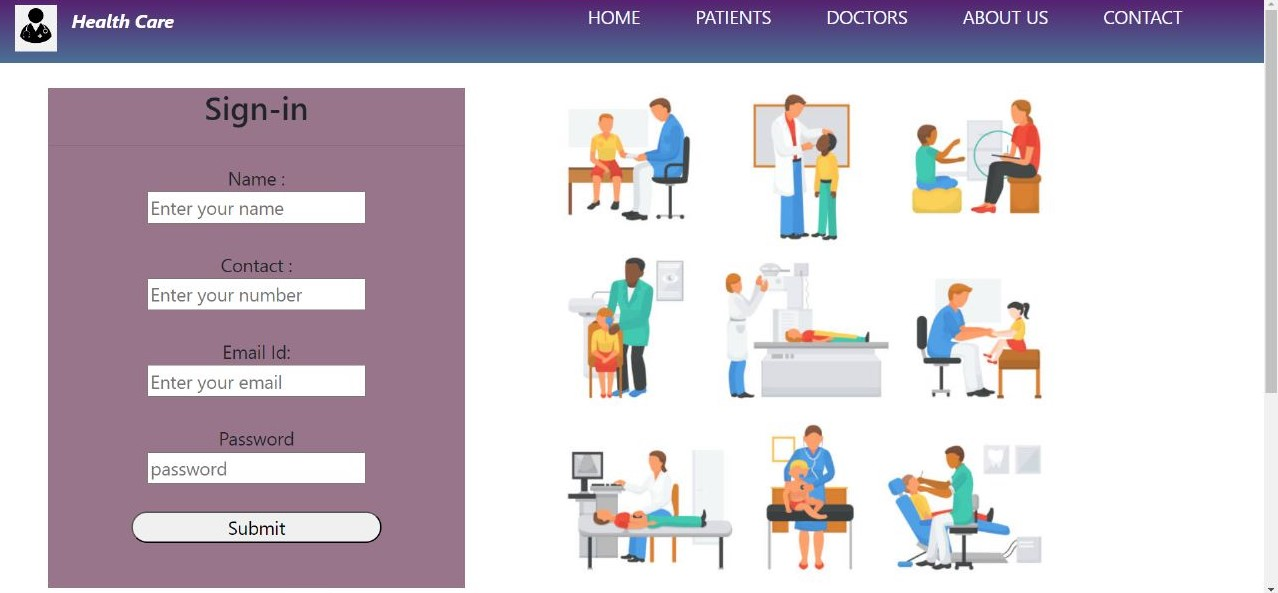 Health Care
HOME PATIENTS DOCTORS ABOUT US CONTACT
Sign-in
Name :
Enter your name
Contact :
Enter your number
Email Id:
Enter your email
Password
password
Submit